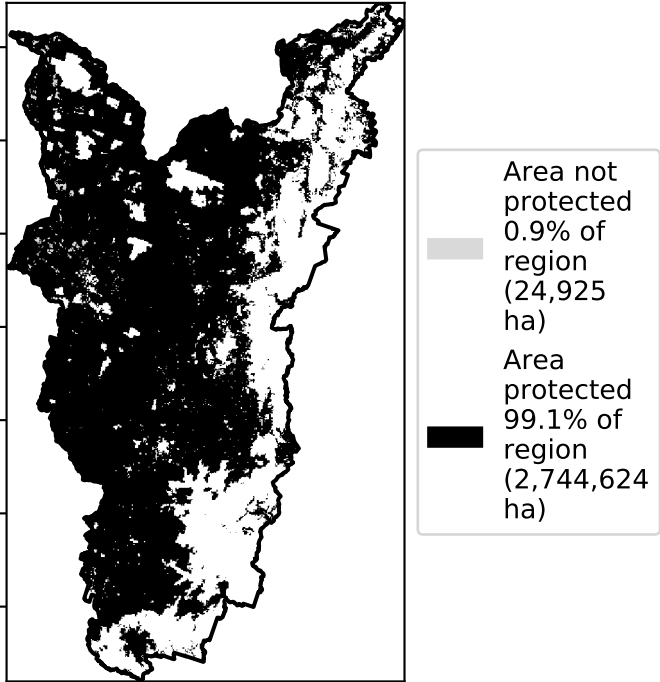 Area not
protected
0.9% of
region
(24,925
ha)
Area
protected
99.1% of
region
(2,744,624
ha)